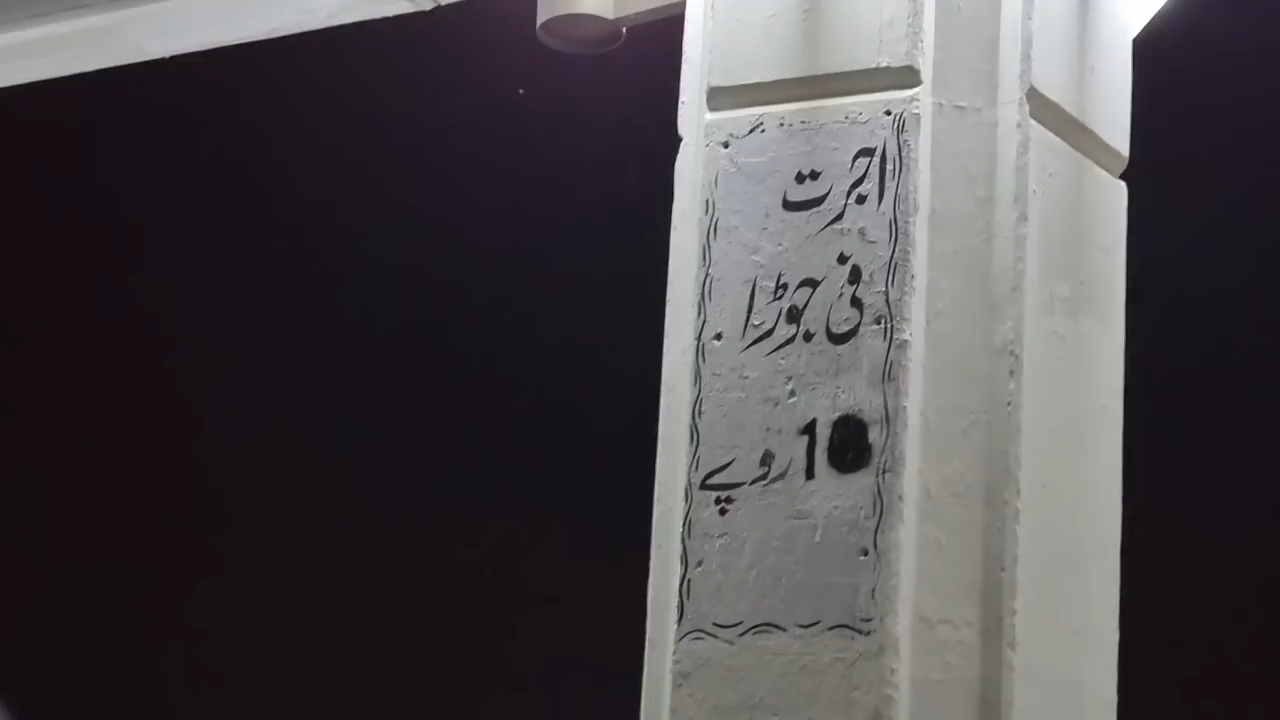 اجرت
فی جوڑا
10 روپے